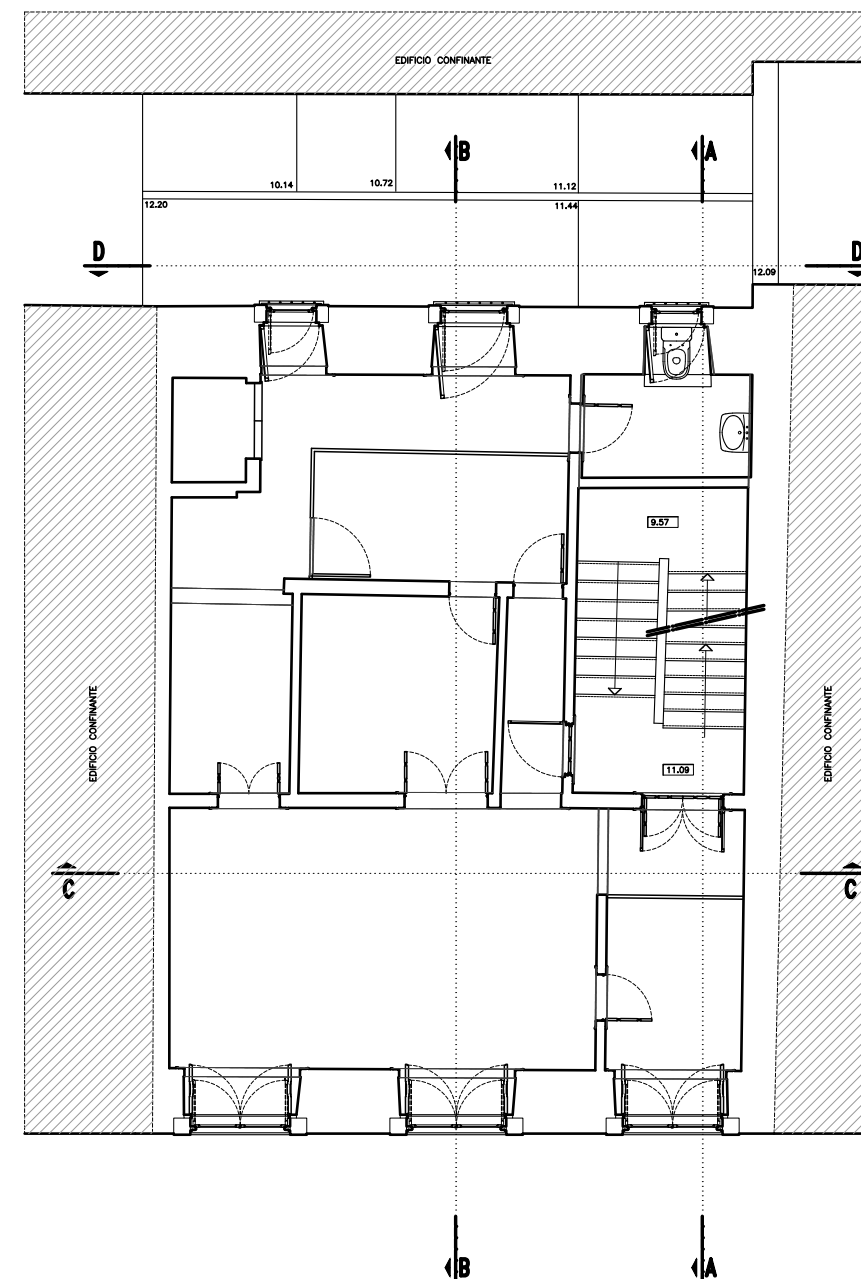 EDIFICIO CONFINANTE
B
A
10.14
10.72
11.12
12.20
11.44
D
D
12.09
9.57
EDIFICIO CONFINANTE
EDIFICIO CONFINANTE
11.09
C
C
B
A